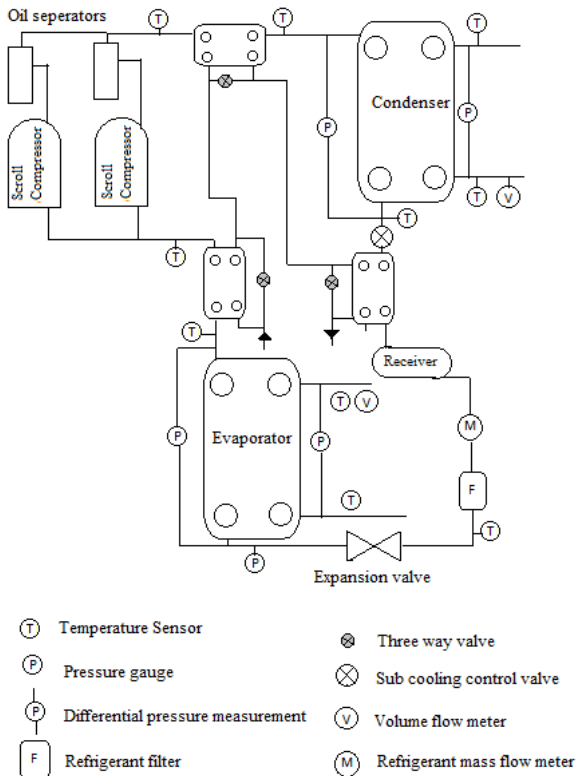 Oil seperators
T
T
T
Condenser
P
P
Scroll
Compressor
Scroll
Compressor
T
V
T
T
T
Receiver
P
T
V
P
M
Evaporator
F
T
T
P
Expansion valve
T Temperature Sensor
Three way valve
P Pressure gauge
Sub cooling control valve
P Differential pressure measurement
V Volume flow meter
F Refrigerant filter
M Refrigerant mass flow meter